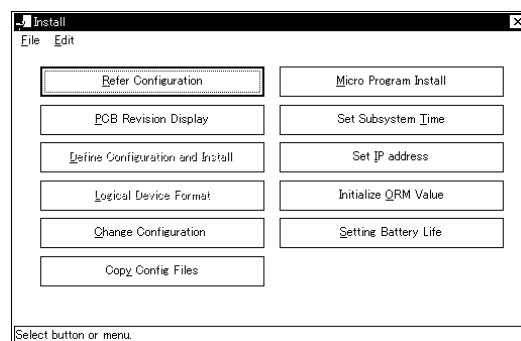 Install
File Edit
Refer Configuration
PCB Revision Display
Define Configuration and Install
Logical Device Format
Change Configuration
Copy Config Files
Micro Program Install
Set Subsystem Time
Set IP address
Initialize ORM Value
Setting Battery Life
Select button or menu.